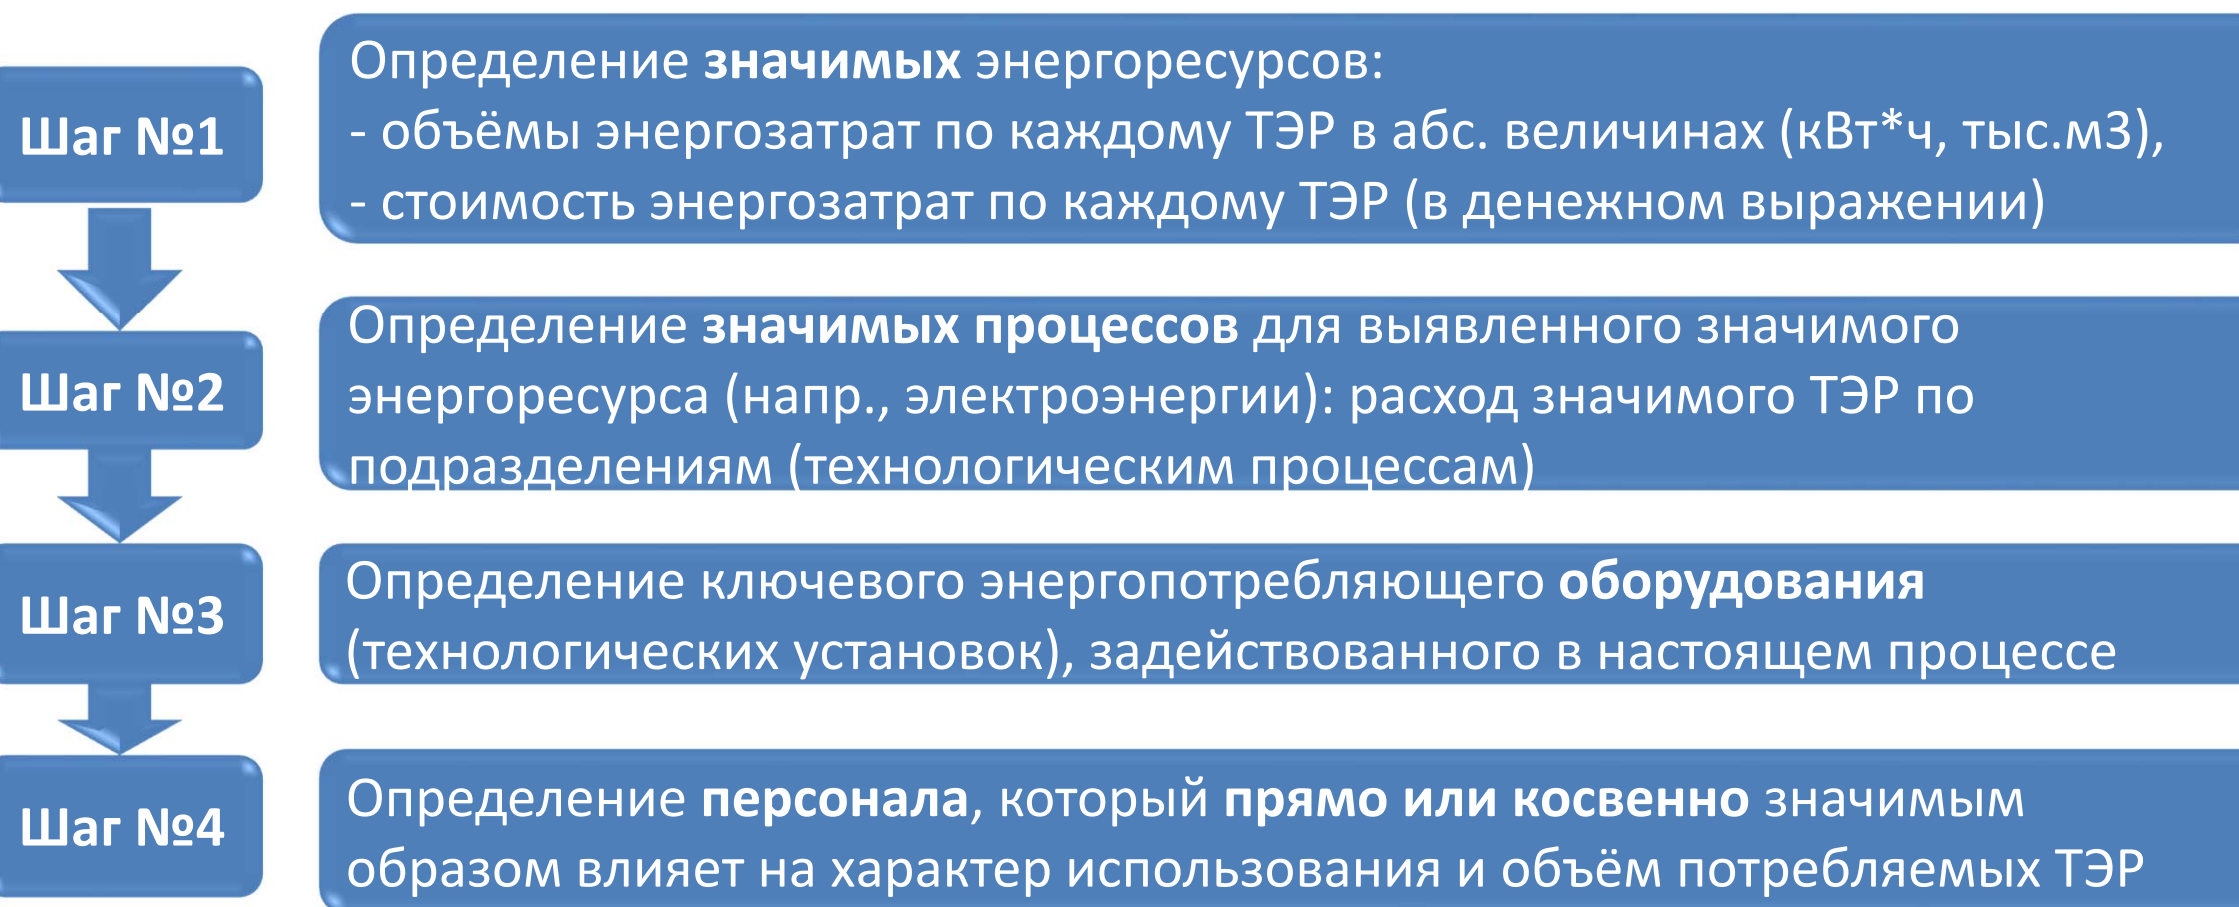 Шаг №1
Определение значимых энергоресурсов:
- объёмы энергозатрат по каждому ТЭР в абс. величинах (кВт*ч, тыс.м3),
- стоимость энергозатрат по каждому ТЭР (в денежном выражении)
Шаг №2
Определение значимых процессов для выявленного значимого
энергоресурса (напр., электроэнергии): расход значимого ТЭР по
подразделениям (технологическим процессам)
Шаг №3
Определение ключевого энергопотребляющего оборудования
(технологических установок), задействованного в настоящем процессе
Шаг №4
Определение персонала, который прямо или косвенно значимым
образом влияет на характер использования и объём потребляемых ТЭР